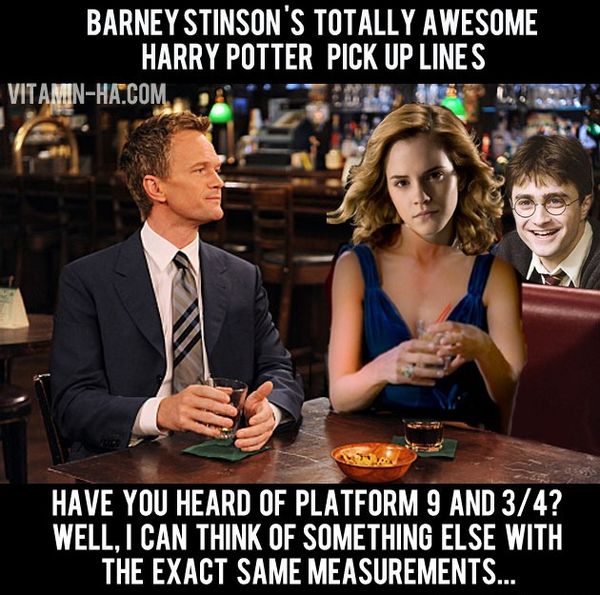 BARNEY STINSON'S TOTALLY AWESOME
HARRY POTTER PICK UP LINES
VITAMIN-HA.COM
HAVE YOU HEARD OF PLATFORM 9 AND 3/4?
WELL, I CAN THINK OF SOMETHING ELSE WITH
THE EXACT SAME MEASUREMENTS...